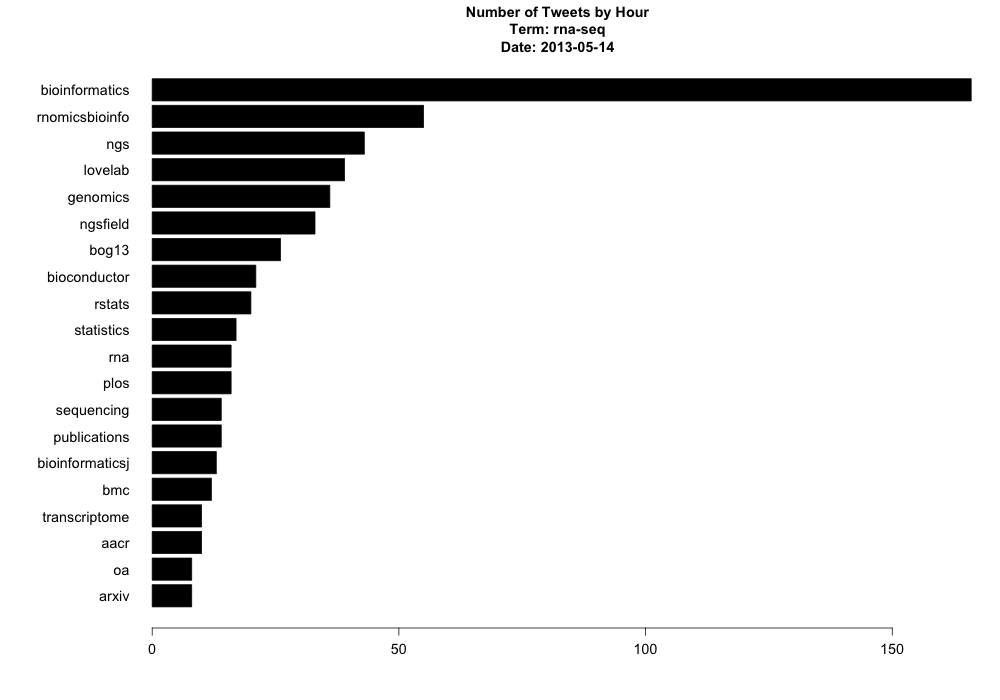 Number of Tweets by Hour
Term: rna-seq
Date: 2013-05-14
bioinformatics
rnomicsbioinfo
ngs
lovelab
genomics
ngsfield
bog13
bioconductor
rstats
statistics
rna
plos
sequencing
publications
bioinformaticsj
bmc
transcriptome
aacr
oa
arxiv
0 50 100 150